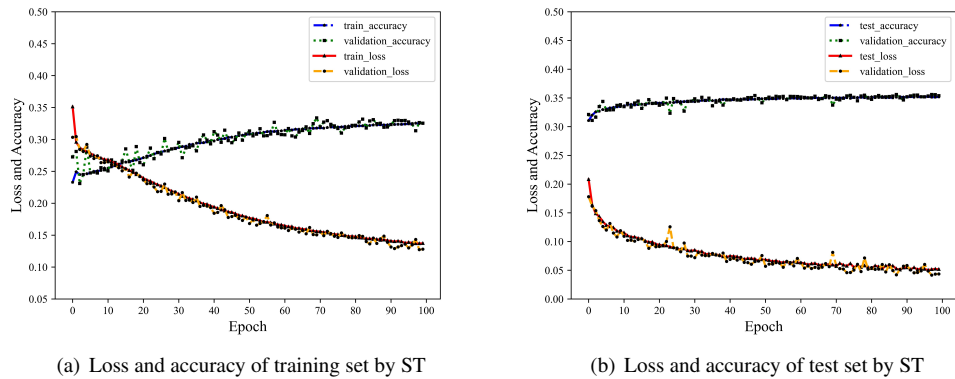 0.50
0.45
0.40
0.35
0.30
0.25
0.20
0.15
0.10
0.05
Loss and Accuracy
0 10 20 30 40 50 60 70 80 90 100
Epoch
train_accuracy
validation_accuracy
train_loss
validation_loss
(a) Loss and accuracy of training set by ST
0.50
0.45
0.40
0.35
0.30
0.25
0.20
0.15
0.10
0.05
0.00
Loss and Accuracy
0 10 20 30 40 50 60 70 80 90 100
Epoch
test_accuracy
validation_accuracy
test_loss
validation_loss
(b) Loss and accuracy of test set by ST